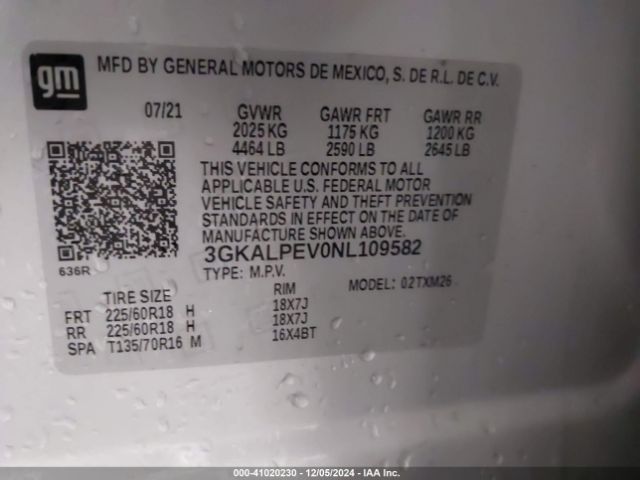 gm
MFD BY GENERAL MOTORS DE MEXICO, S. DE R.L. DE C.V.
07/21 GVWR GAWR FRT GAWR RR
2025 KG 1175 KG 1200 KG
4464 LB 2590 LB 2645 LB
THIS VEHICLE CONFORMS TO ALL
APPLICABLE U.S. FEDERAL MOTOR
VEHICLE SAFETY AND THEFT PREVENTION
STANDARDS IN EFFECT ON THE DATE OF
MANUFACTURE SHOWN ABOVE.
3GKALPEV0NL109582
636R
TYPE: M.P.V. MODEL: 02TXM26
TIRE SIZE RIM
FRT 225/60R18 H 18X7J
RR 225/60R18 H 18X7J
SPA T135/70R16 M 16X4BT
000-41020230 - 12/05/2024 - IAA Inc.